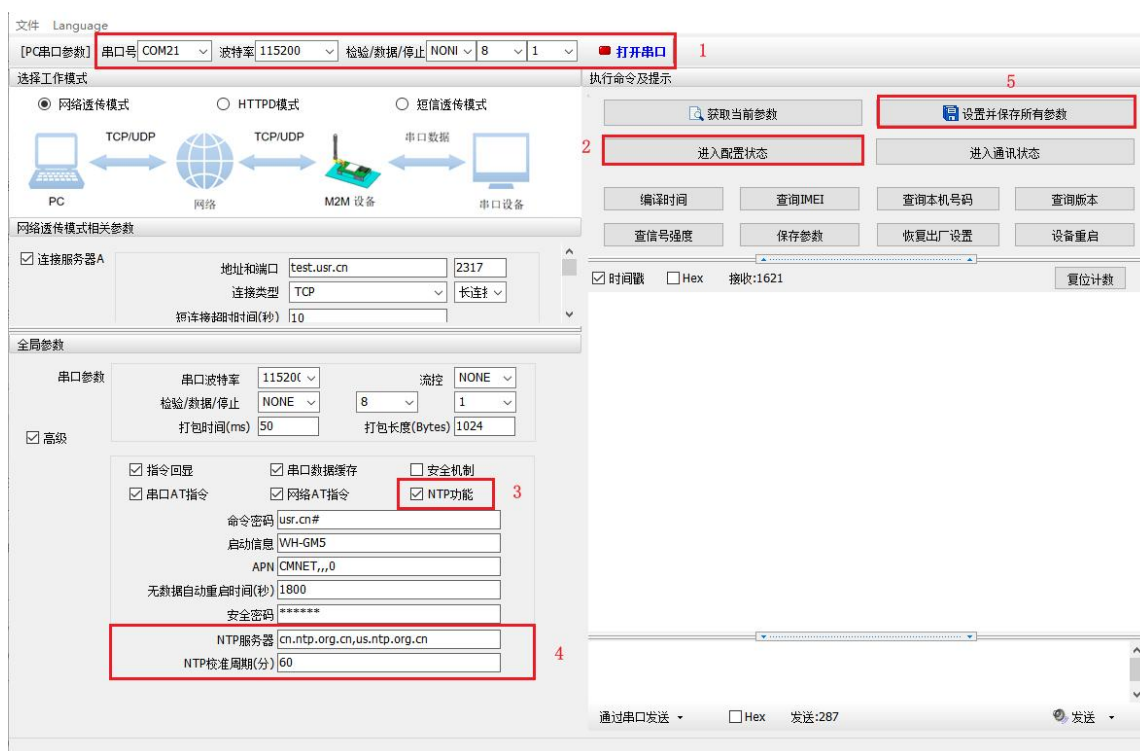 文件 Language
[PC串口参数] 串口号 COM21 波特率 115200 检验/数据/停止 NONI 8 1 打开串口 1
选择工作模式
网络透传模式 HTTPD模式 短信透传模式
TCP/UDP TCP/UDP 串口数据
PC 网络 M2M 设备 串口设备
网络透传模式相关参数
连接服务器A
地址和端口 test.usr.cn 2317
连接类型 TCP 长连接
短连接超时时间(秒) 10
全局参数
串口参数 串口波特率 11520( 流控 NONE
检验/数据/停止 NONE 8 1
打包时间(ms) 50 打包长度(Bytes) 1024
高级
指令回显 串口数据缓存 安全机制
串口AT指令 网络AT指令 NTP功能 3
命令密码 usr.cn#
启动信息 WH-GM5
APN CMNET,,,0
无数据自动重启时间(秒) 1800
安全密码 ******
NTP服务器 cn.ntp.org.cn,us.ntp.org.cn
NTP校准周期(分) 60
4
执行命令及提示
5
获取当前参数 设置并保存所有参数
2 进入配置状态 进入通讯状态
编译时间 查询IMEI 查询本机号码 查询版本
查信号强度 保存参数 恢复出厂设置 设备重启
时间戳 Hex 接收:1621 复位计数
通过串口发送 Hex 发送:287 发送